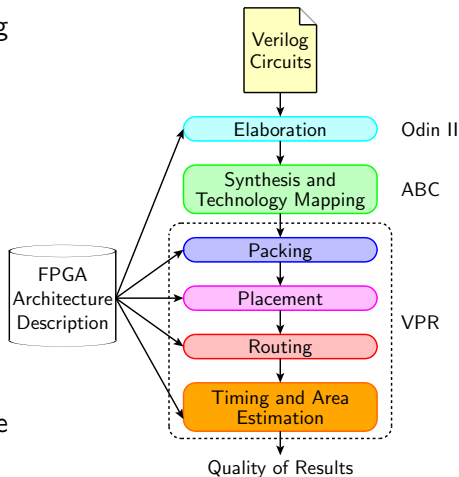 g
Verilog
Circuits
Elaboration
Odin II
Synthesis and
Technology Mapping
ABC
Packing
FPGA
Architecture
Description
Placement
VPR
Routing
Timing and Area
Estimation
e
Quality of Results